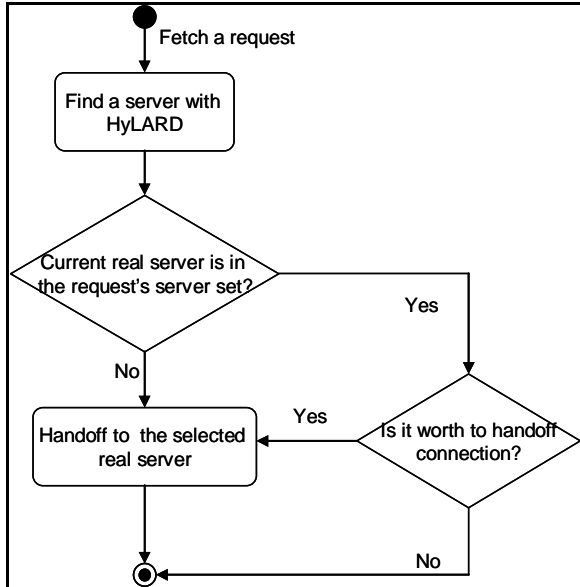 Fetch a request
Find a server with
HyLARD
Current real server is in
the request's server set?
Yes
No
Handoff to the selected
real server
Yes
Is it worth to handoff
connection?
No